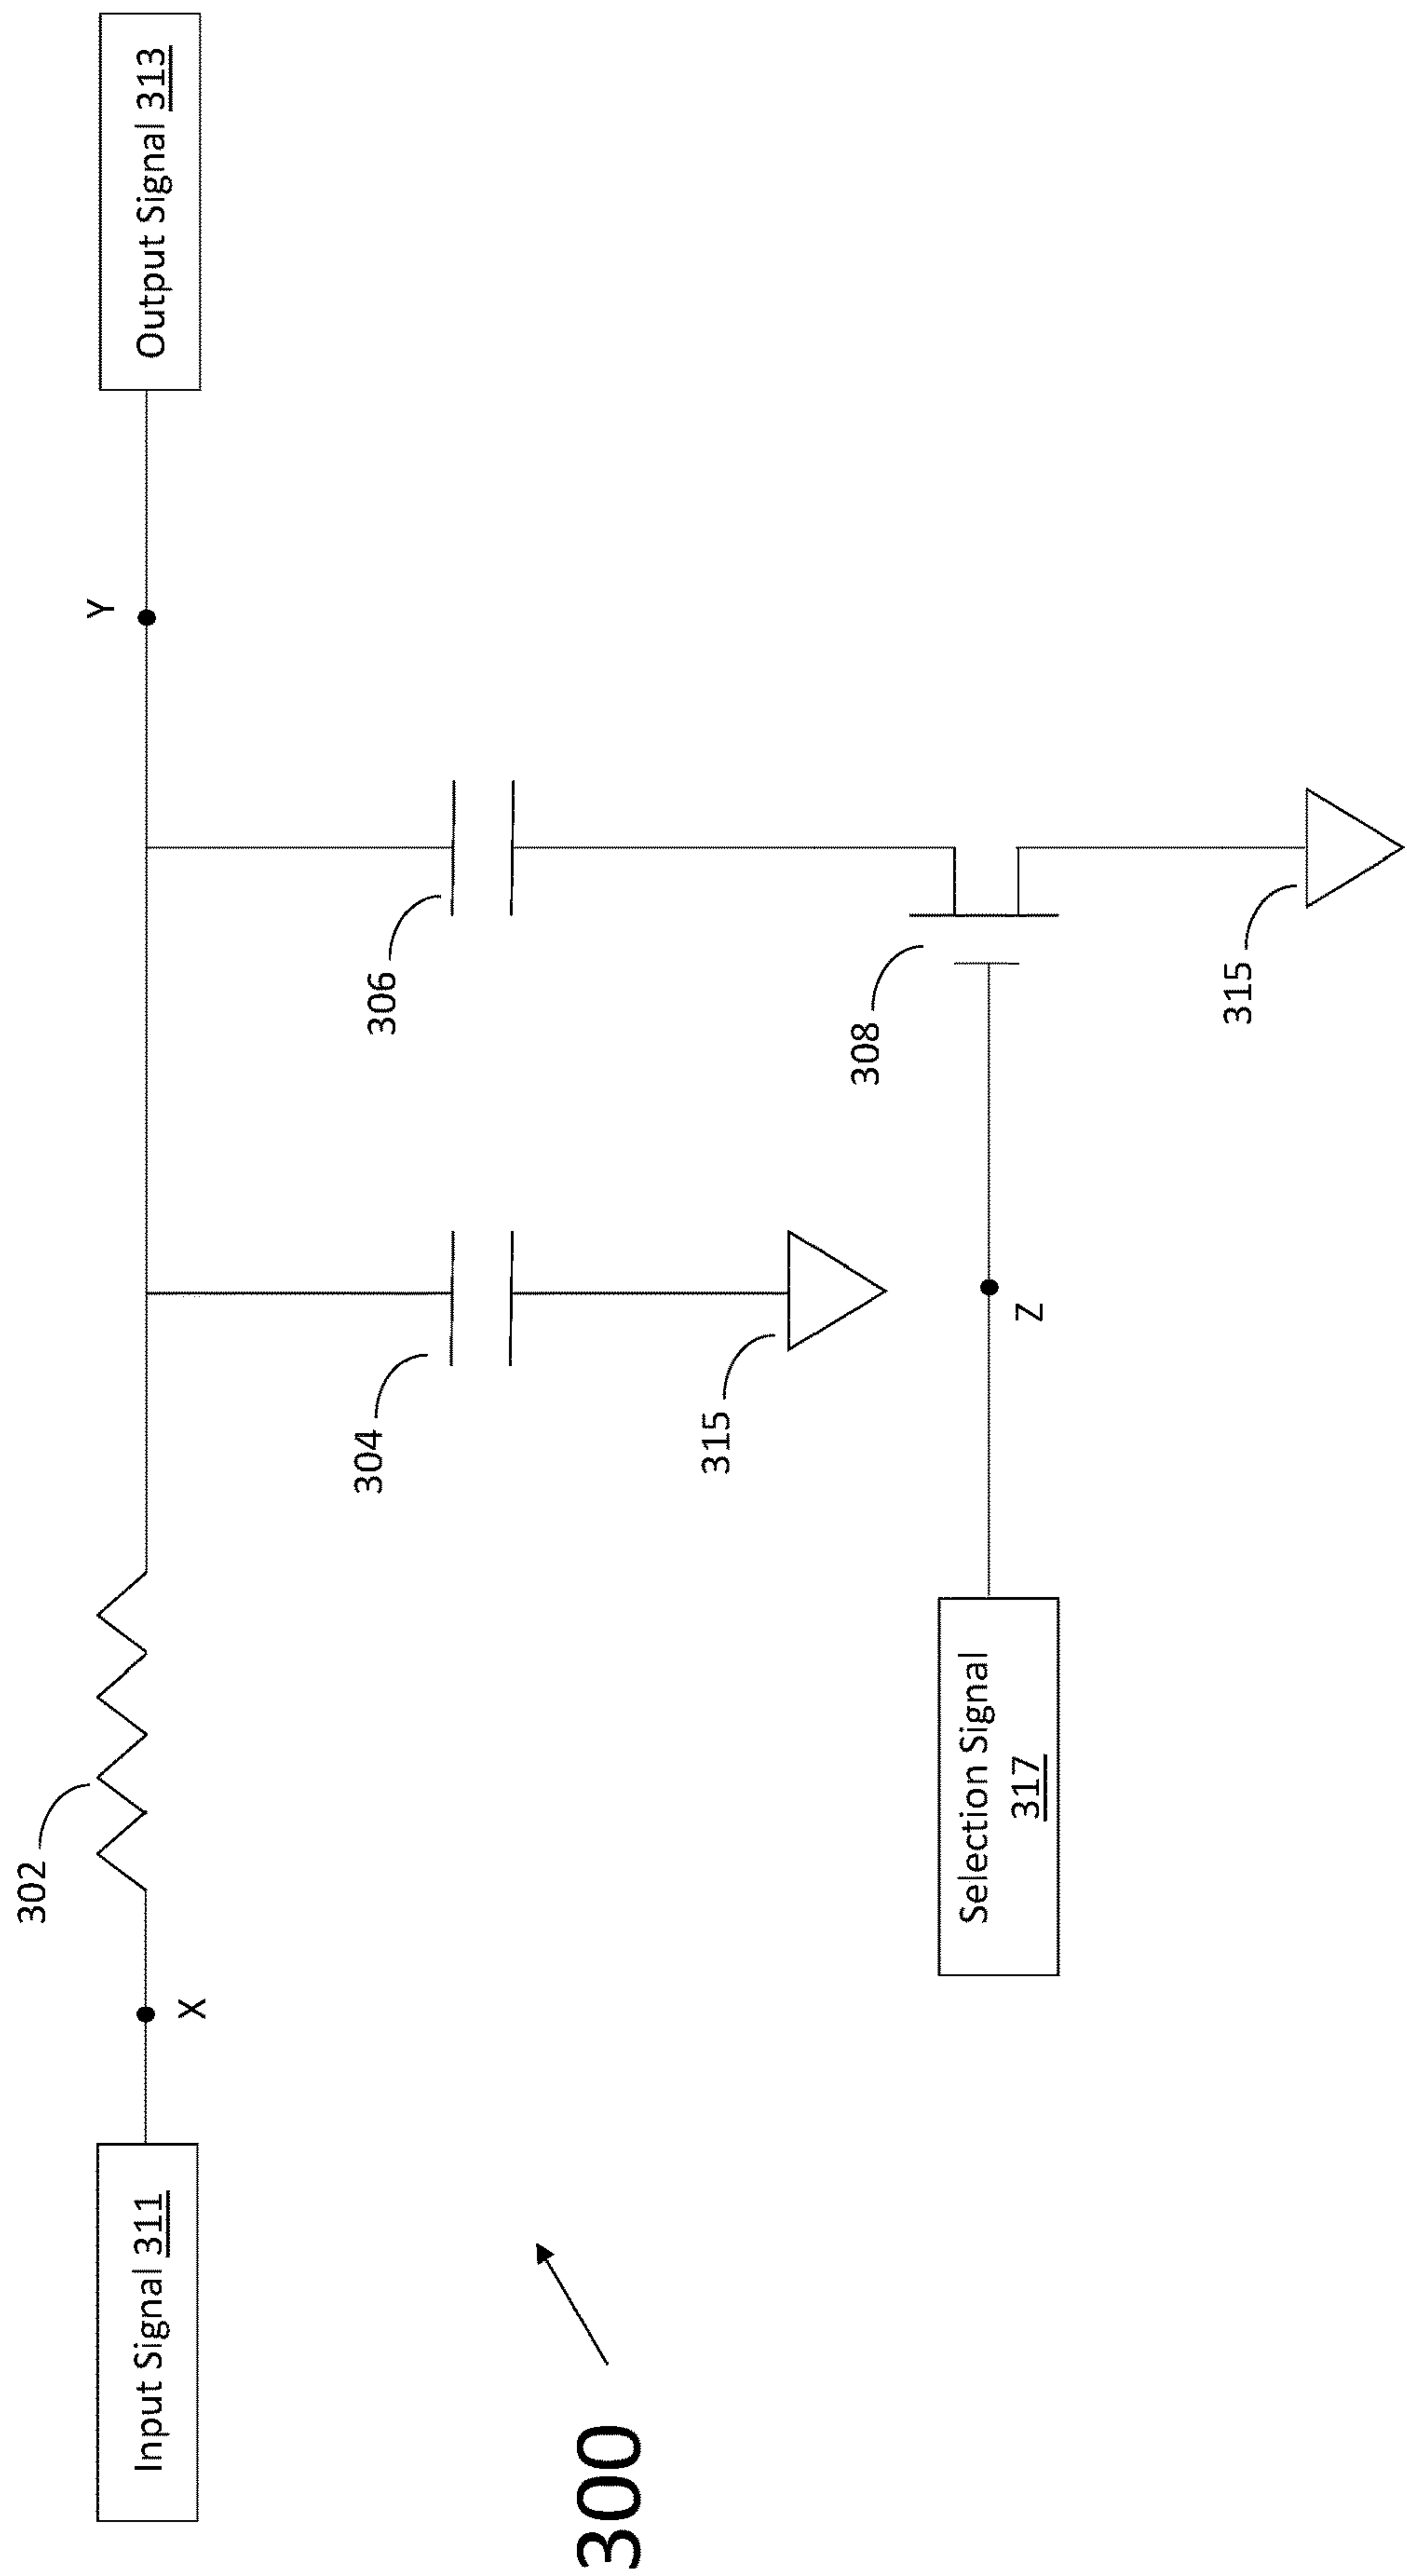 302
Input Signal 311
X
Y
Output Signal 313
304
306
315
308
Selection Signal
317
Z
315
300